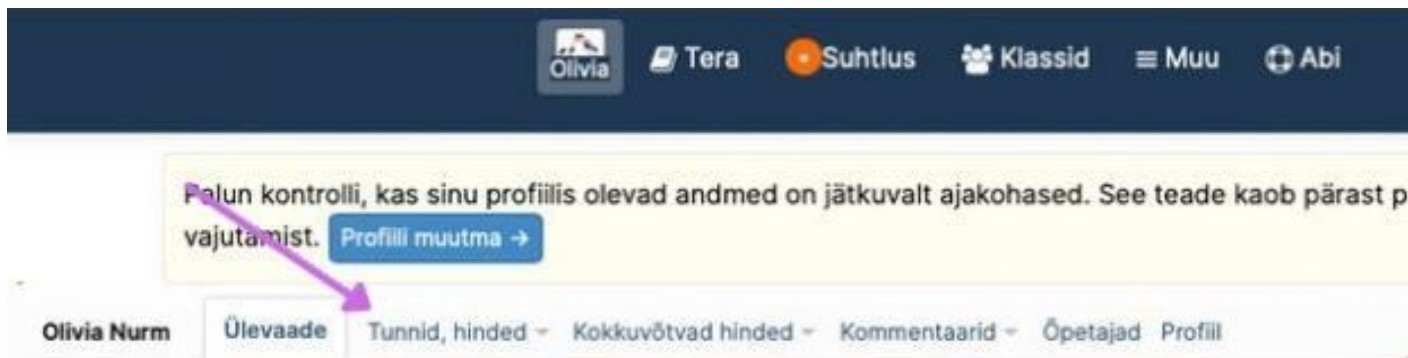 Olivia Tera Suhtlus Klassid Muu Abi
Palun kontrolli, kas sinu profiilis olevad andmed on jätkuvalt ajakohased. See teade kaob pärast p
vajutamist. Profiili muutma →
Olivia Nurm Ülevaade Tunnid, hinded Kokkuvõtvad hinded Kommentaarid Õpetajad Profiil